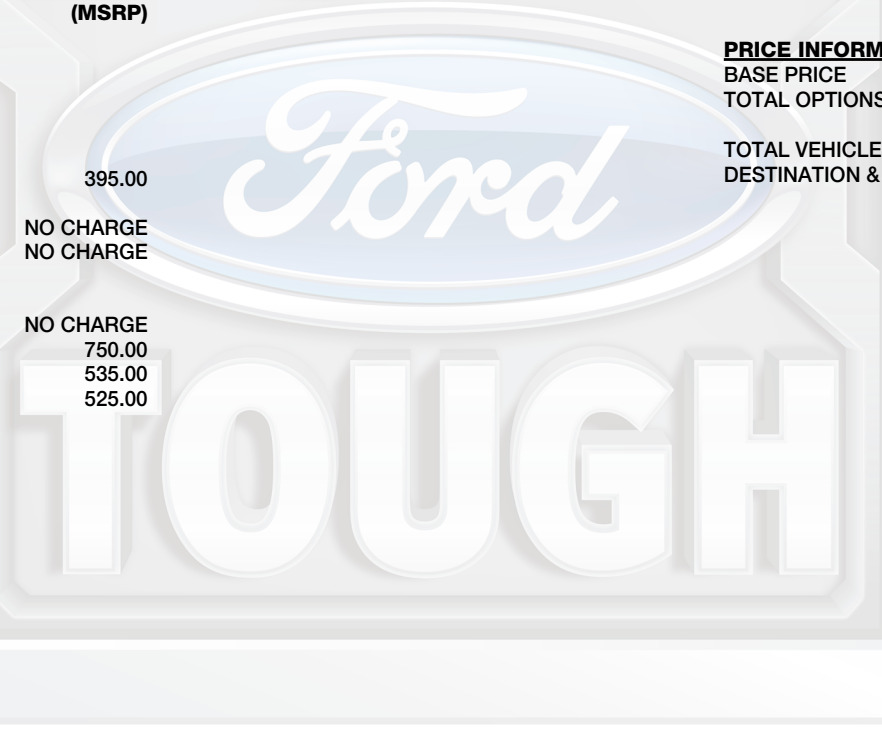 (MSRP)
395.00
NO CHARGE
NO CHARGE
NO CHARGE
750.00
535.00
525.00
PRICE INFORM
BASE PRICE
TOTAL OPTIONS
TOTAL VEHICLE
DESTINATION &
Ford
TOUGH